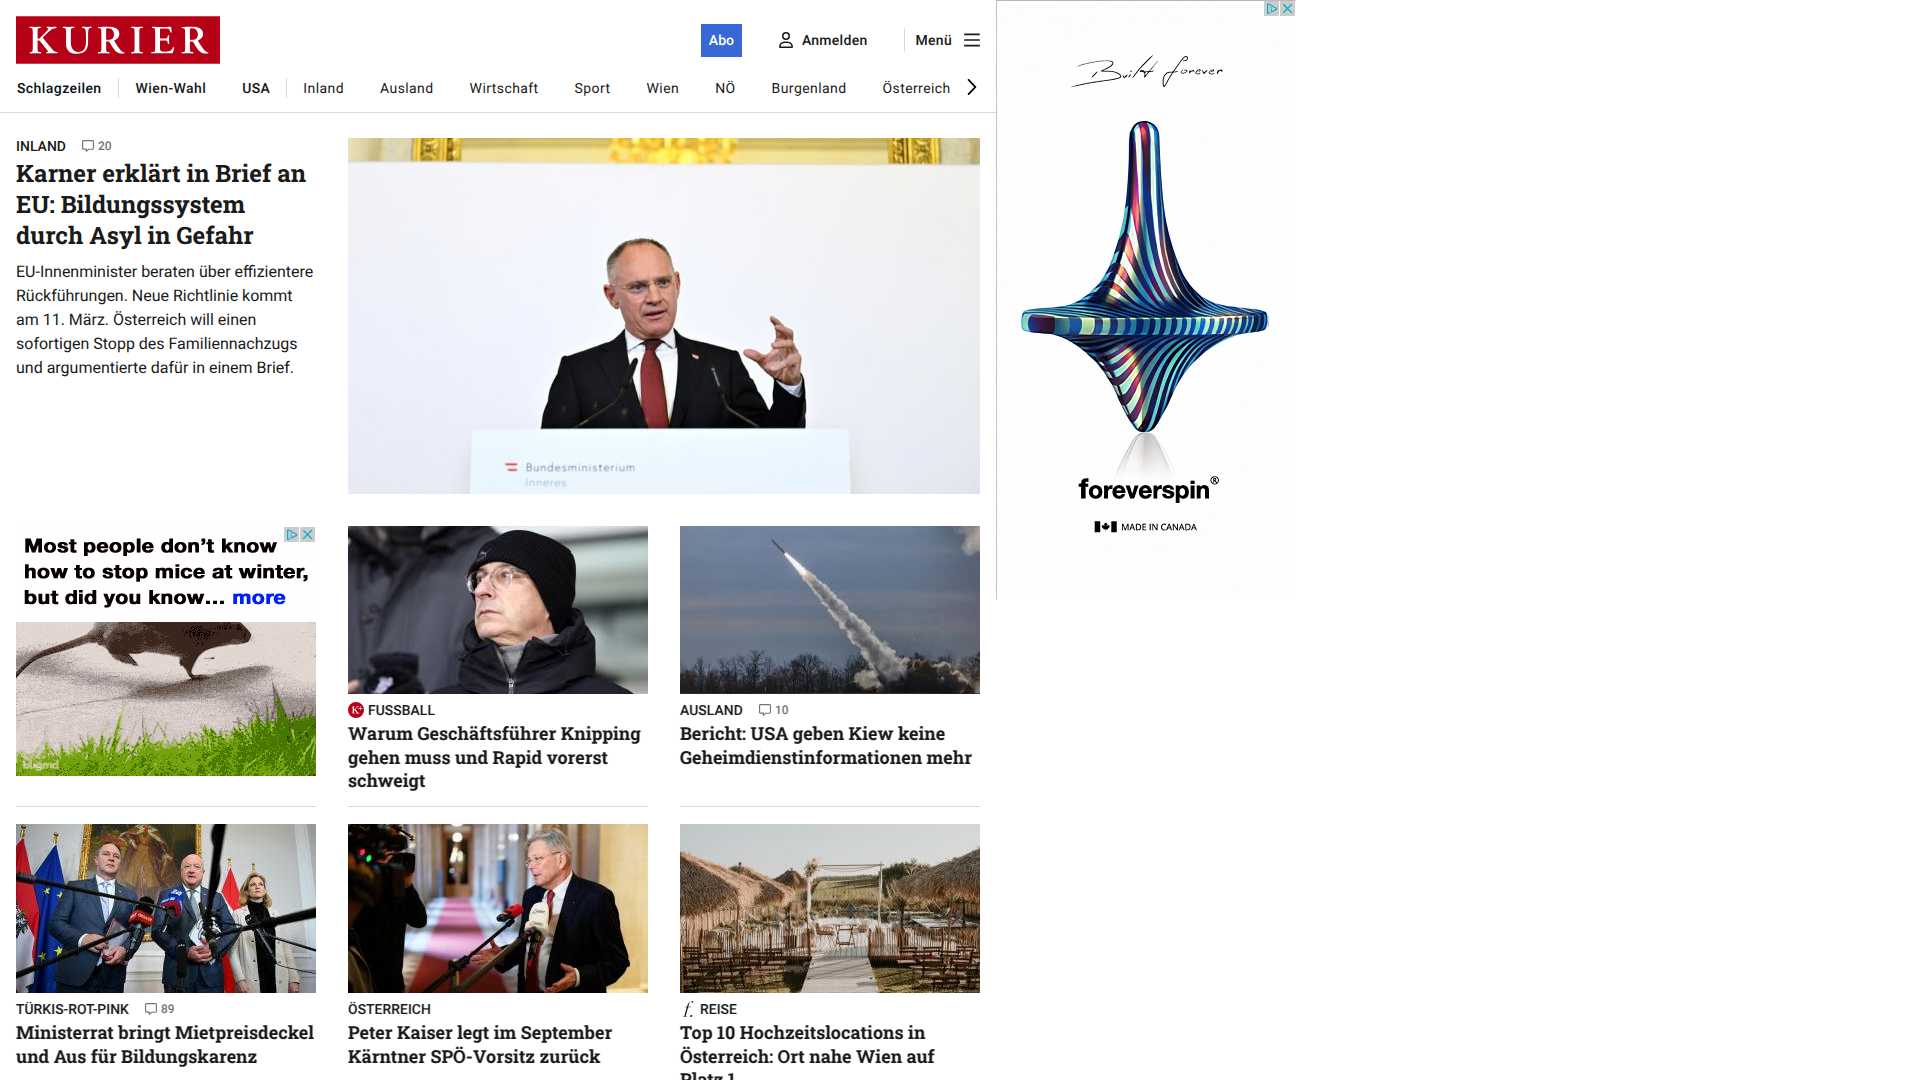 KURIER
Abo
Anmelden
Menü
Schlagzeilen
Wien-Wahl
USA
Inland
Ausland
Wirtschaft
Sport
Wien
NÖ
Burgenland
Österreich
INLAND 20
Karner erklärt in Brief an
EU: Bildungssystem
durch Asyl in Gefahr
EU-Innenminister beraten über effizientere
Rückführungen. Neue Richtlinie kommt
am 11. März. Österreich will einen
sofortigen Stopp des Familiennachzugs
und argumentierte dafür in einem Brief.
Bundesministerium
Inneres
Built forever
foreverspin®
MADE IN CANADA
Most people don't know
how to stop mice at winter,
but did you know... more
K+ FUSSBALL
Warum Geschäftsführer Knipping
gehen muss und Rapid vorerst
schweigt
AUSLAND 10
Bericht: USA geben Kiew keine
Geheimdienstinformationen mehr
TÜRKIS-ROT-PINK 89
Ministerrat bringt Mietpreisdeckel
und Aus für Bildungskarenz
ÖSTERREICH
Peter Kaiser legt im September
Kärntner SPÖ-Vorsitz zurück
f. REISE
Top 10 Hochzeitslocations in
Österreich: Ort nahe Wien auf
Platz 1